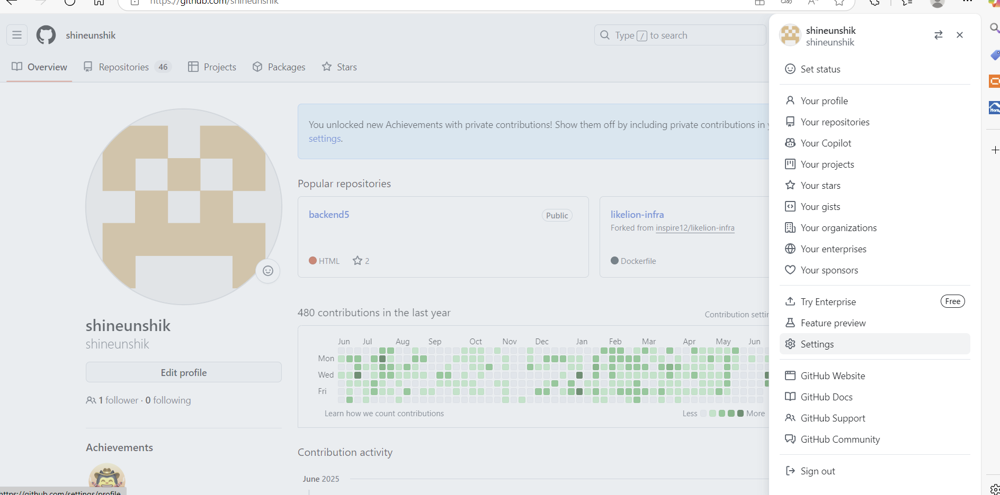 https://github.com/shineunshik
shineunshik
Type / to search
Overview
Repositories 46
Projects
Packages
Stars
You unlocked new Achievements with private contributions! Show them off by including private contributions in
settings.
Popular repositories
backend5
Public
HTML
2
likelion-infra
Forked from inspire12/likelion-infra
Dockerfile
shineunshik
shineunshik
Edit profile
1 follower · 0 following
Achievements
480 contributions in the last year
Contribution settin
Jun Jul Aug Sep Oct Nov Dec Jan Feb Mar Apr May Jun
Mon
Wed
Fri
Learn how we count contributions
Less
More
Contribution activity
June 2025
shineunshik
shineunshik
Set status
Your profile
Your repositories
Your Copilot
Your projects
Your stars
Your gists
Your organizations
Your enterprises
Your sponsors
Try Enterprise
Free
Feature preview
Settings
GitHub Website
GitHub Docs
GitHub Support
GitHub Community
Sign out
https://github.com/settings/profile